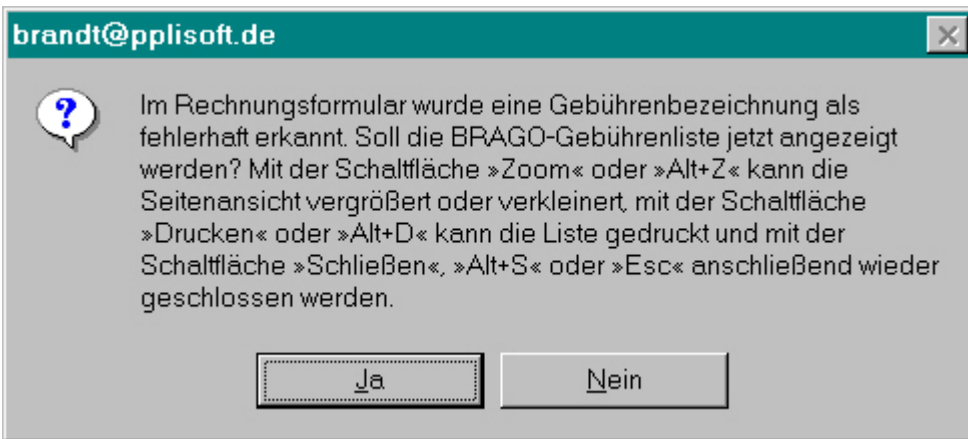 brandt@pplisoft.de
?
Im Rechnungsformular wurde eine Gebührenbezeichnung als
fehlerhaft erkannt. Soll die BRAGO-Gebührenliste jetzt angezeigt
werden? Mit der Schaltfläche »Zoom« oder »Alt+Z« kann die
Seitenansicht vergrößert oder verkleinert, mit der Schaltfläche
»Drucken« oder »Alt+D« kann die Liste gedruckt und mit der
Schaltfläche »Schließen«, »Alt+S« oder »Esc« anschließend wieder
geschlossen werden.
Ja
Nein